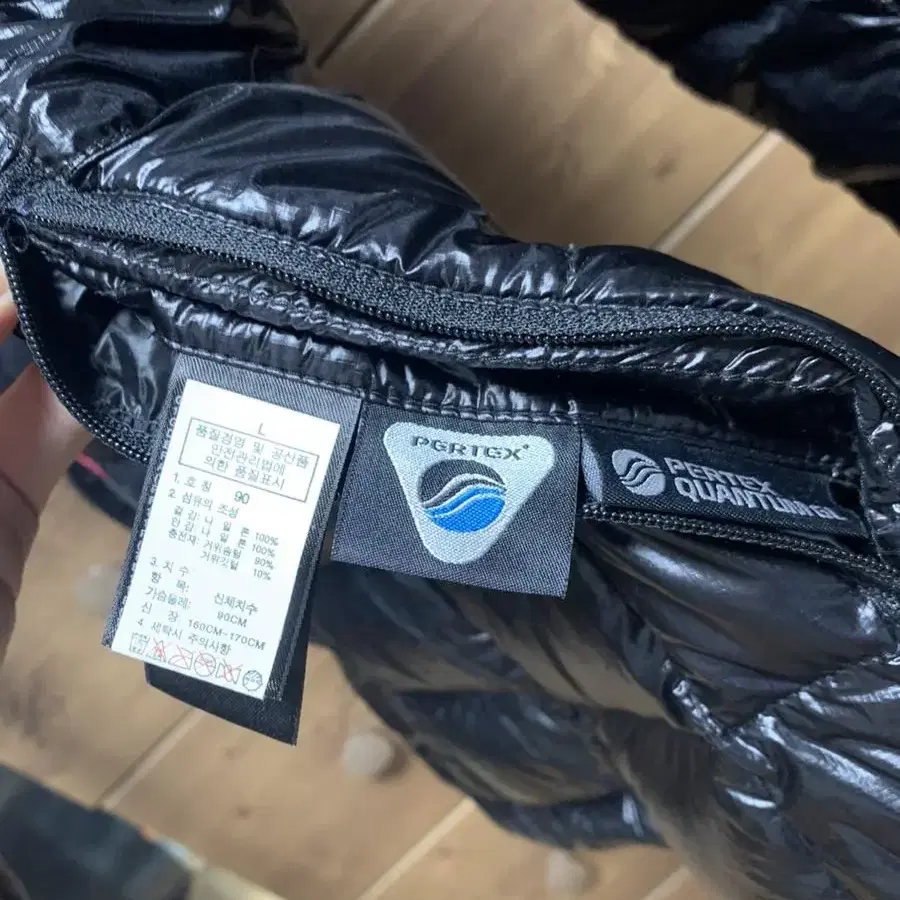 L
품질경영 및 공산품
안전관리법에
의한 품질표시
1. 호칭 90
2. 섬유의 조성
겉감: 나 일 론 100%
안감: 나 일 론 100%
충전재: 거위솜털 90%
거위깃털 10%
3. 치 수
항 목: 신체치수
가슴둘레: 90CM
신 장 160CM~170CM
4. 세탁시 주의사항
PERTEX®
PERTEX
QUANTUM